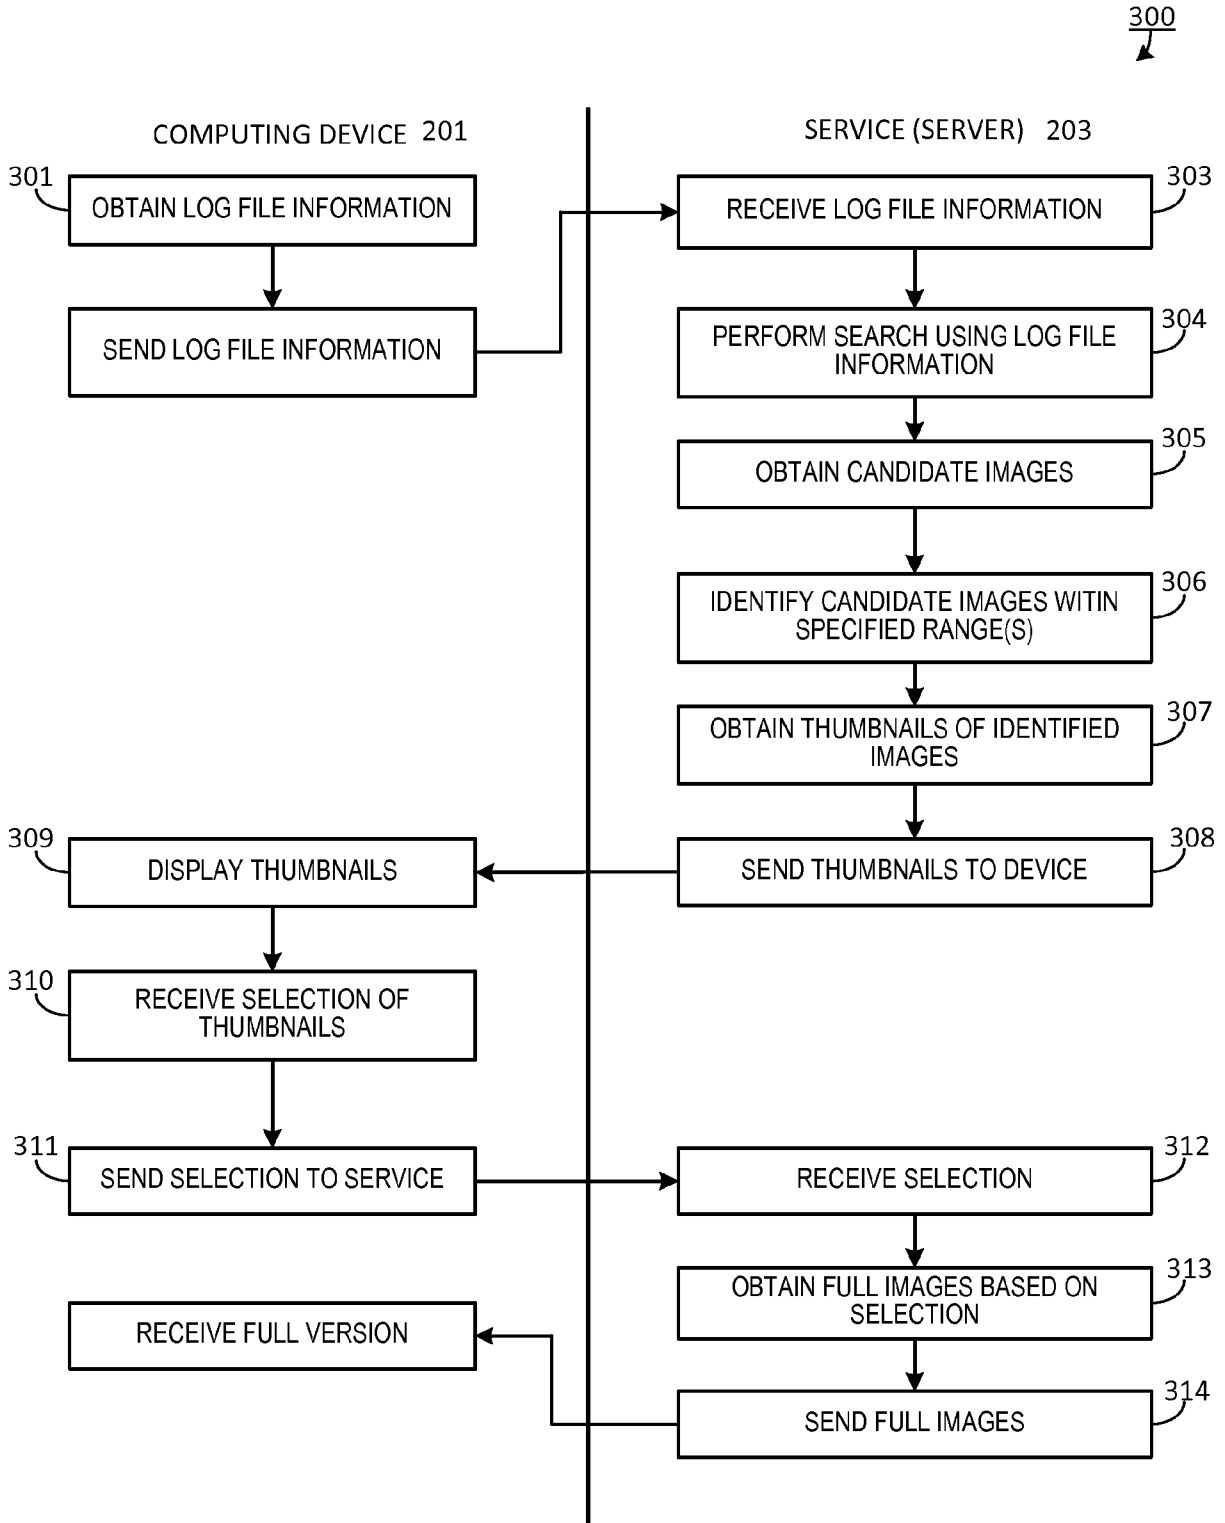 300
COMPUTING DEVICE 201
SERVICE (SERVER) 203
301
OBTAIN LOG FILE INFORMATION
303
RECEIVE LOG FILE INFORMATION
SEND LOG FILE INFORMATION
304
PERFORM SEARCH USING LOG FILE
INFORMATION
305
OBTAIN CANDIDATE IMAGES
306
IDENTIFY CANDIDATE IMAGES WITIN
SPECIFIED RANGE(S)
307
OBTAIN THUMBNAILS OF IDENTIFIED
IMAGES
308
SEND THUMBNAILS TO DEVICE
309
DISPLAY THUMBNAILS
310
RECEIVE SELECTION OF
THUMBNAILS
311
SEND SELECTION TO SERVICE
312
RECEIVE SELECTION
313
OBTAIN FULL IMAGES BASED ON
SELECTION
314
SEND FULL IMAGES
RECEIVE FULL VERSION